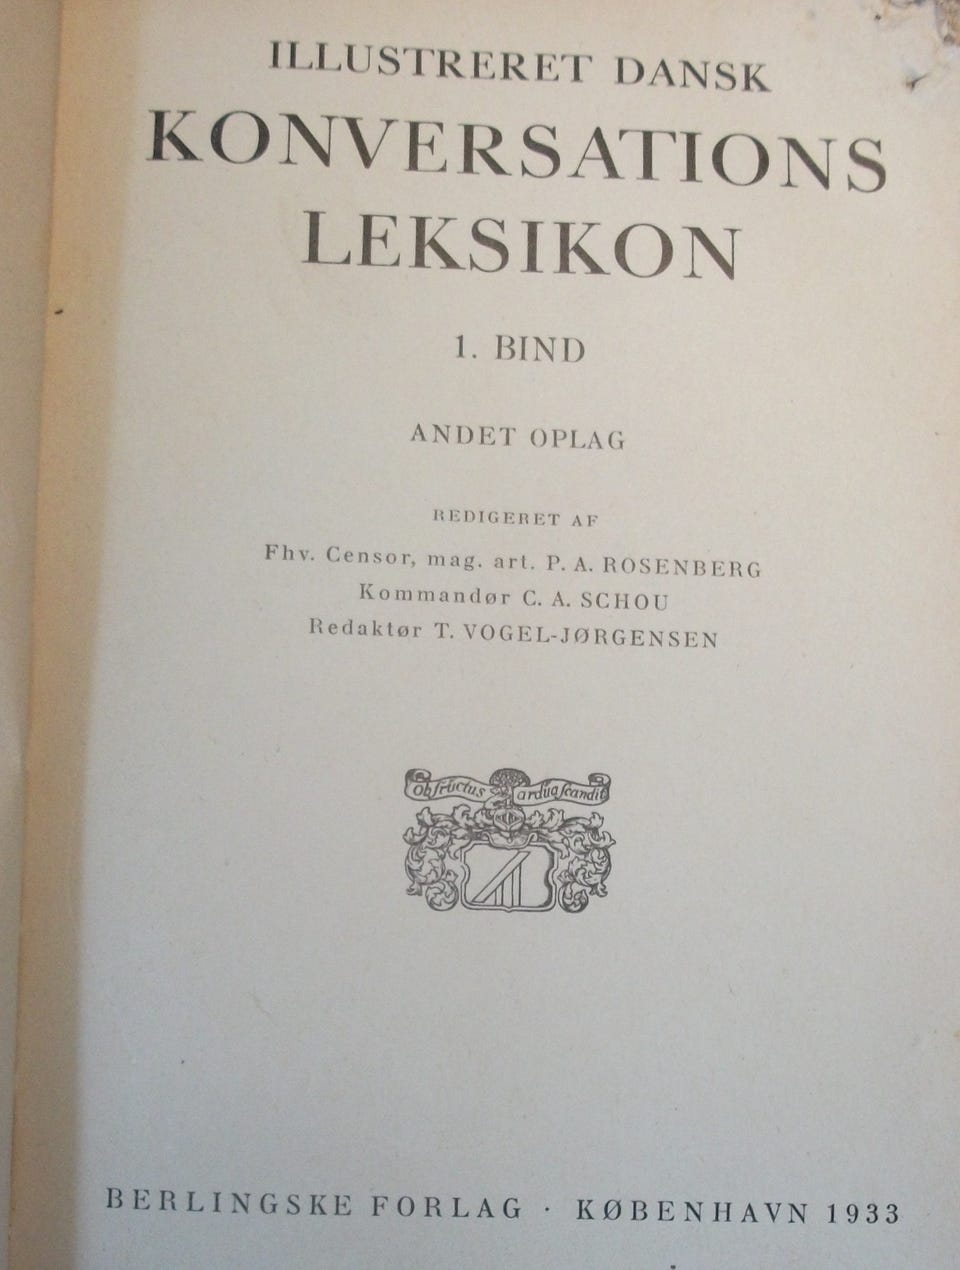 ILLUSTRERET DANSK
KONVERSATIONS
LEKSIKON
1. BIND
ANDET OPLAG
REDIGERET AF
Fhv. Censor, mag. art. P. A. ROSENBERG
Kommandør C. A. SCHOU
Redaktør T. VOGEL-JØRGENSEN
Ob fructus ardua scandit
BERLINGSKE FORLAG · KØBENHAVN 1933